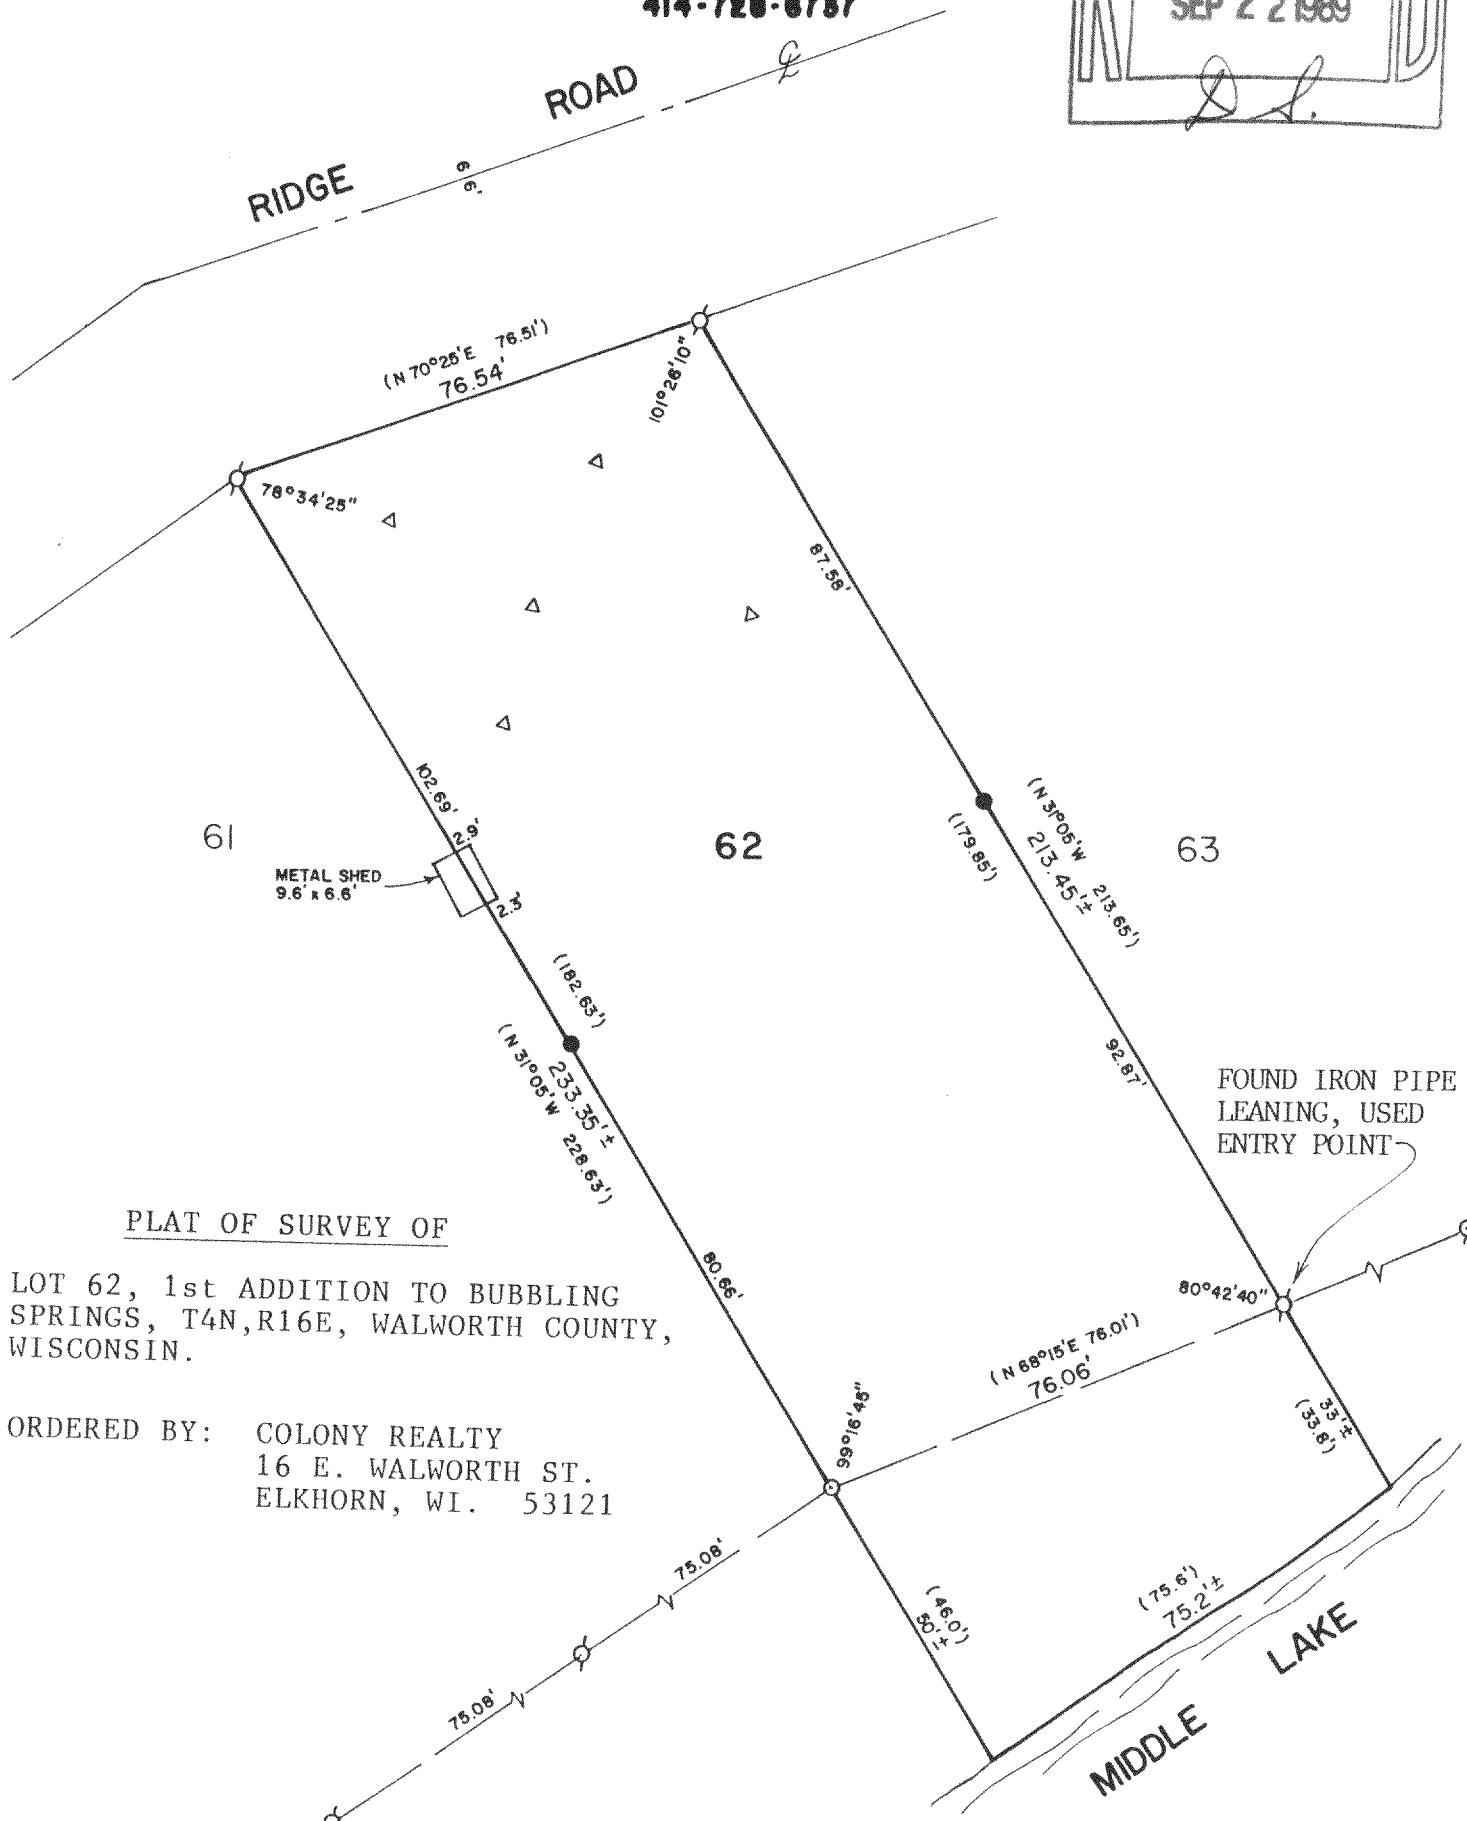 414-728-6757
SEP 22 1989
RIDGE ROAD
66'
(N 70°25'E 76.51')
76.54'
101°26'10"
78°34'25"
87.58'
102.69'
2.9'
METAL SHED
9.6' x 6.6'
2.3'
61
62
63
(N 31°05'W 213.65')
213.45'±
(179.85')
(182.63')
233.35'±
(N 31°05'W 228.63')
92.87'
FOUND IRON PIPE
LEANING, USED
ENTRY POINT
80.66'
80°42'40"
(N 68°15'E 76.01')
76.06'
99°16'45"
33'±
(33.8')
PLAT OF SURVEY OF
LOT 62, 1st ADDITION TO BUBBLING
SPRINGS, T4N,R16E, WALWORTH COUNTY,
WISCONSIN.
ORDERED BY: COLONY REALTY
16 E. WALWORTH ST.
ELKHORN, WI. 53121
75.08'
75.08'
(46.0')
50'±
(75.6')
75.2'±
MIDDLE LAKE